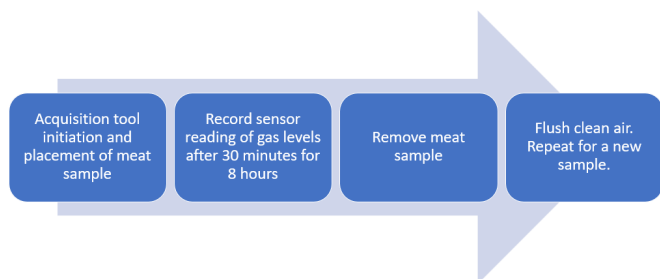 Acquisition tool
initiation and
placement of meat
sample
Record sensor
reading of gas levels
after 30 minutes for
8 hours
Remove meat
sample
Flush clean air.
Repeat for a new
sample.